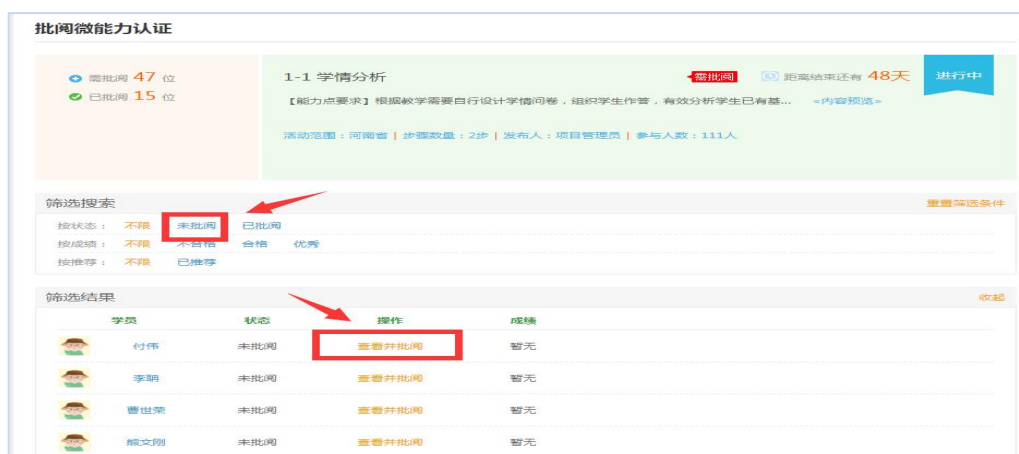 批阅微能力认证
需批阅 47 位
已批阅 15 位
1-1 学情分析
需批阅
距离结束还有 48天
进行中
【能力点要求】根据教学需要自行设计学情问卷，组织学生作答，有效分析学生已有基... <内容预览>
活动范围：河南省 | 步骤数量：2步 | 发布人：项目管理员 | 参与人数：111人
筛选搜索 重置筛选条件
按状态： 不限 未批阅 已批阅
按成绩： 不限 不合格 合格 优秀
按推荐： 不限 已推荐
筛选结果 收起
学员 状态 操作 成绩
付伟 未批阅 查看并批阅 暂无
李明 未批阅 查看并批阅 暂无
曹世荣 未批阅 查看并批阅 暂无
熊文刚 未批阅 查看并批阅 暂无